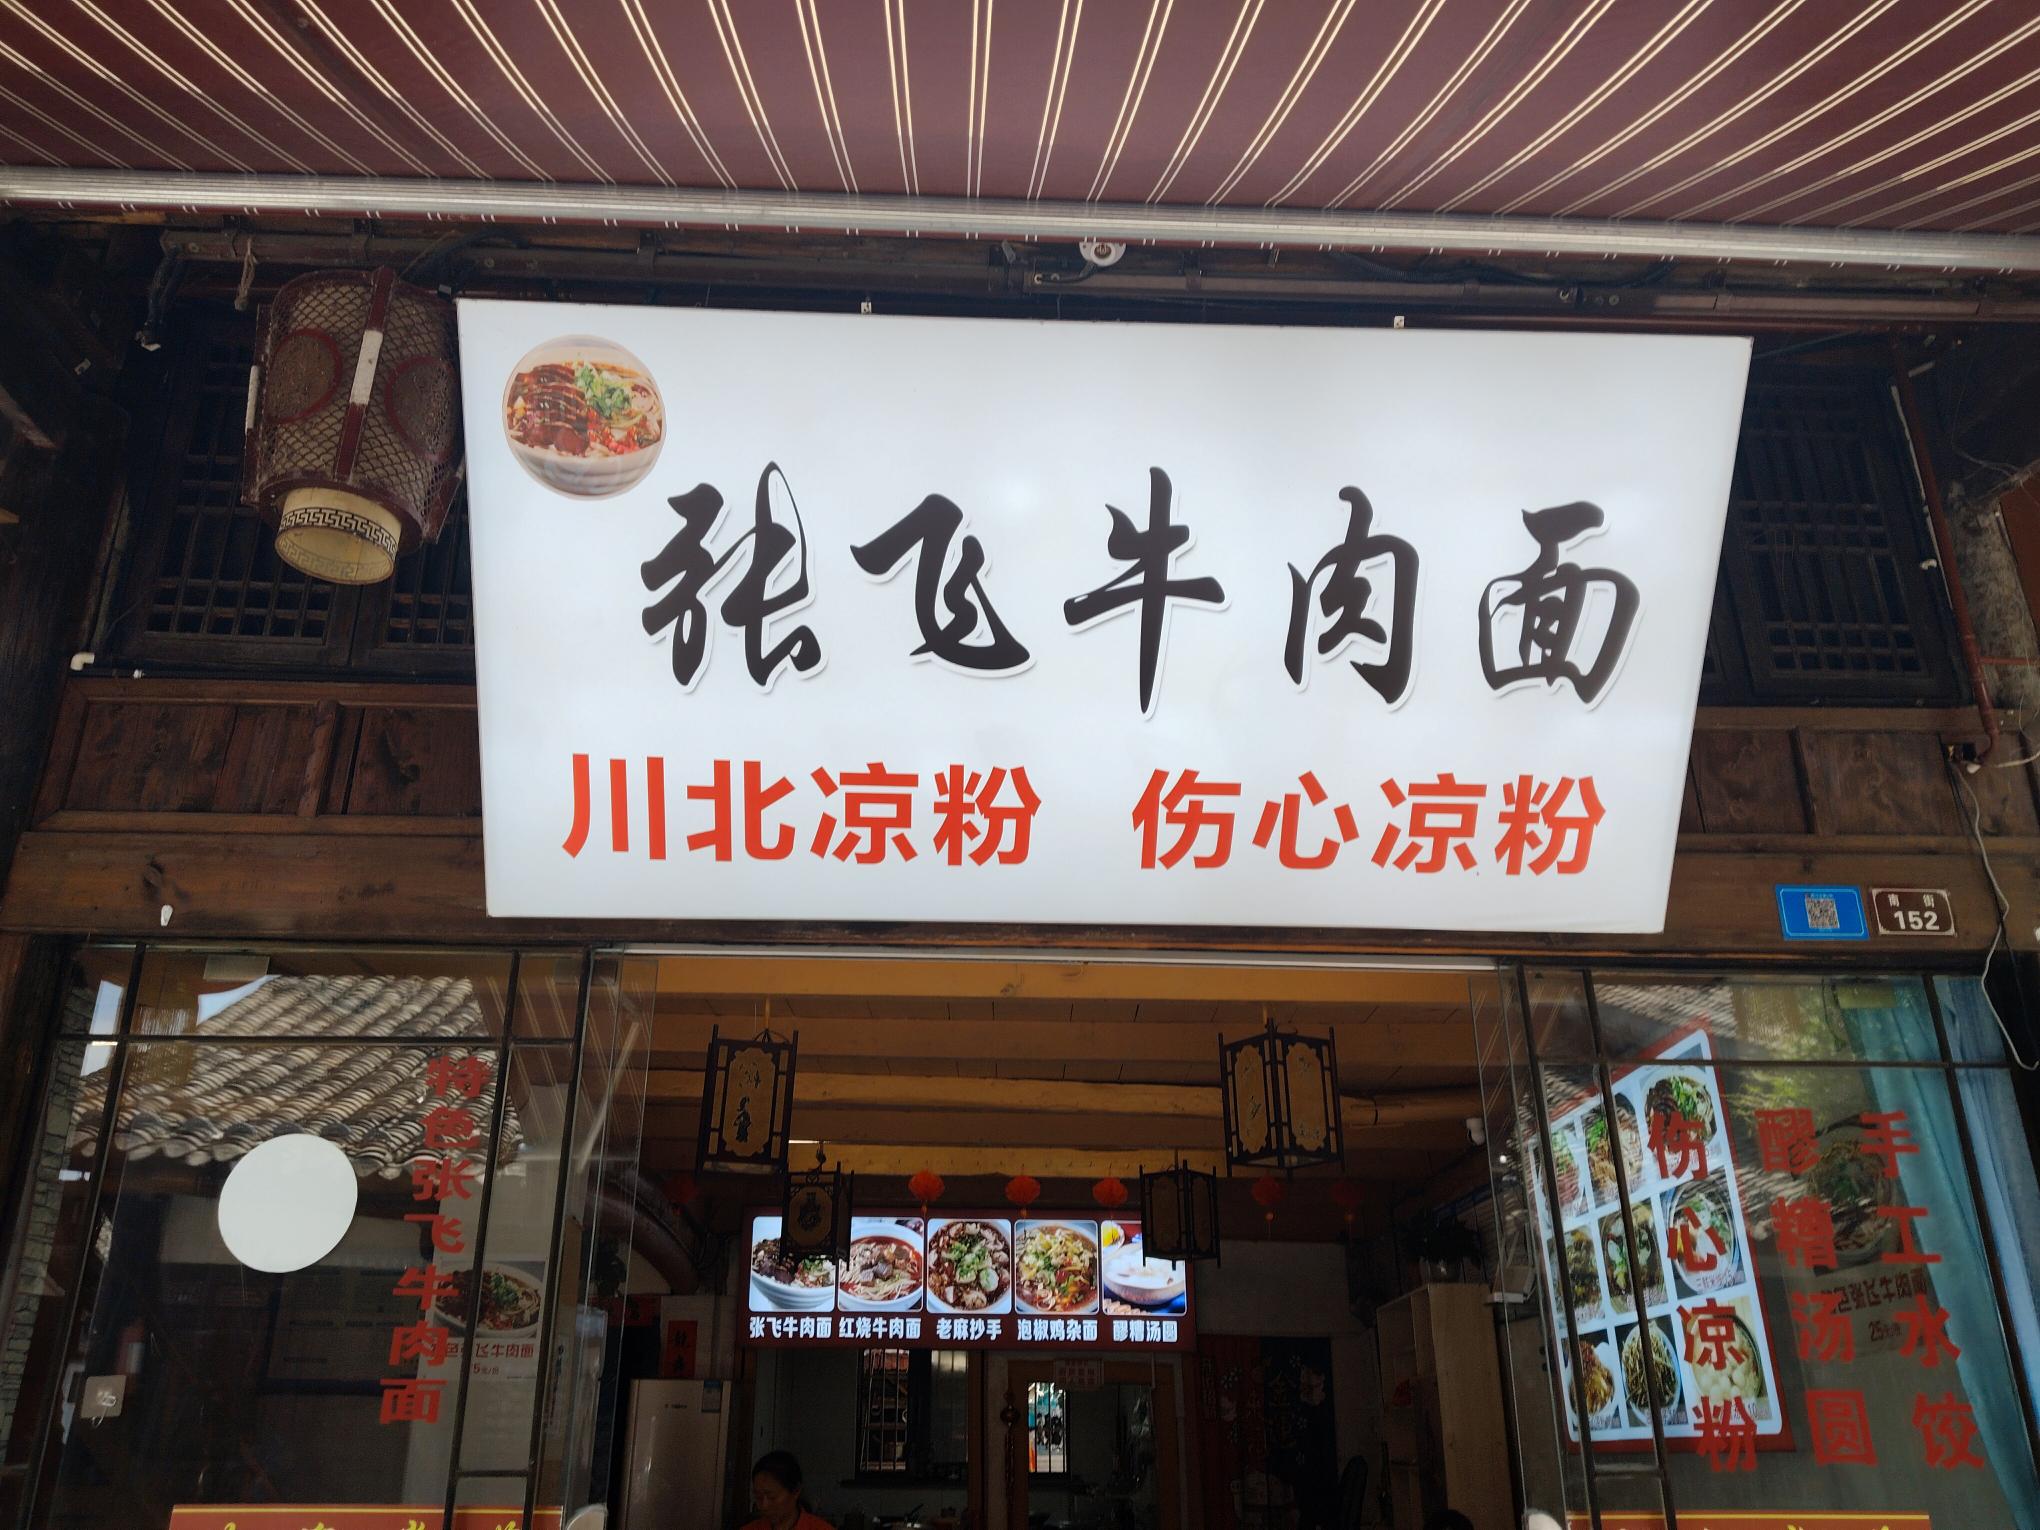 张飞牛肉面
川北凉粉 伤心凉粉
南街
152
特色张飞牛肉面
张飞牛肉面 红烧牛肉面 老麻抄手 泡椒鸡杂面 醪糟汤圆
伤心凉粉
醪糟汤圆
手工水饺